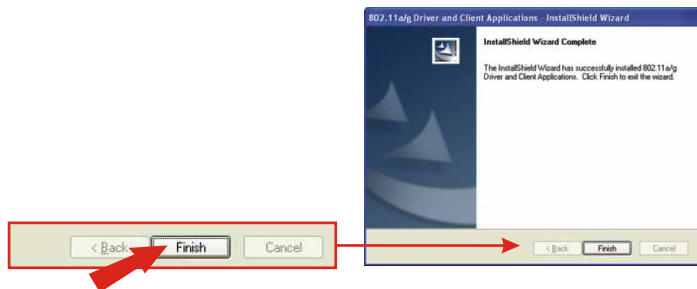 802.11a/g Driver and Client Applications - InstallShield Wizard
InstallShield Wizard Complete
The InstallShield Wizard has successfully installed 802.11a/g
Driver and Client Applications. Click Finish to exit the wizard.
< Back Finish Cancel
< Back Finish Cancel